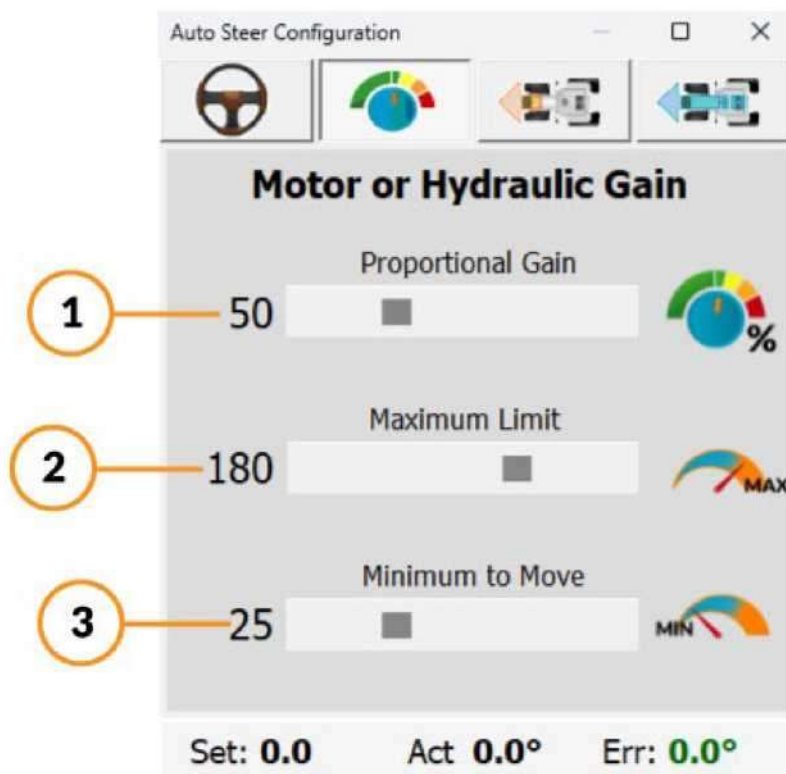 Auto Steer Configuration
Motor or Hydraulic Gain
Proportional Gain
1
50
%
Maximum Limit
2
180
MAX
Minimum to Move
3
25
MIN
Set: 0.0 Act 0.0° Err: 0.0°